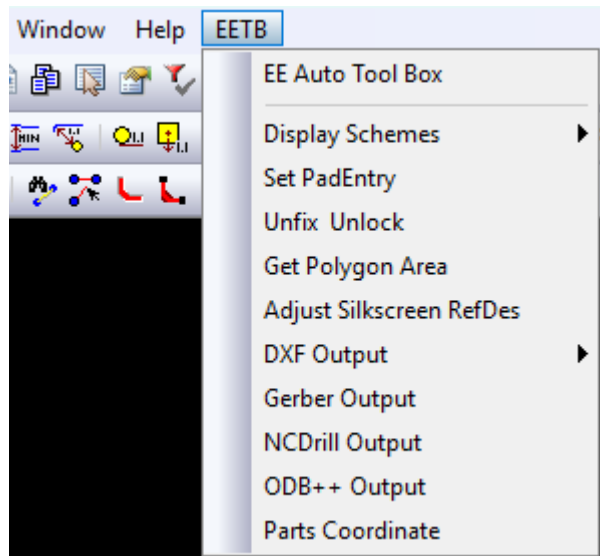 Window Help EETB
EE Auto Tool Box
Display Schemes
Set PadEntry
Unfix Unlock
Get Polygon Area
Adjust Silkscreen RefDes
DXF Output
Gerber Output
NCDrill Output
ODB++ Output
Parts Coordinate